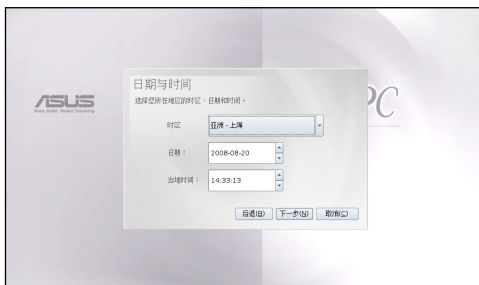 日期与时间
选择您所在地区的时区、日期和时间。
ASUS
Rock Solid · Heart Touching
PC
时区
亚洲 - 上海
日期：
2008-08-20
当地时间：
14:33:13
后退(B)
下一步(N)
取消(C)